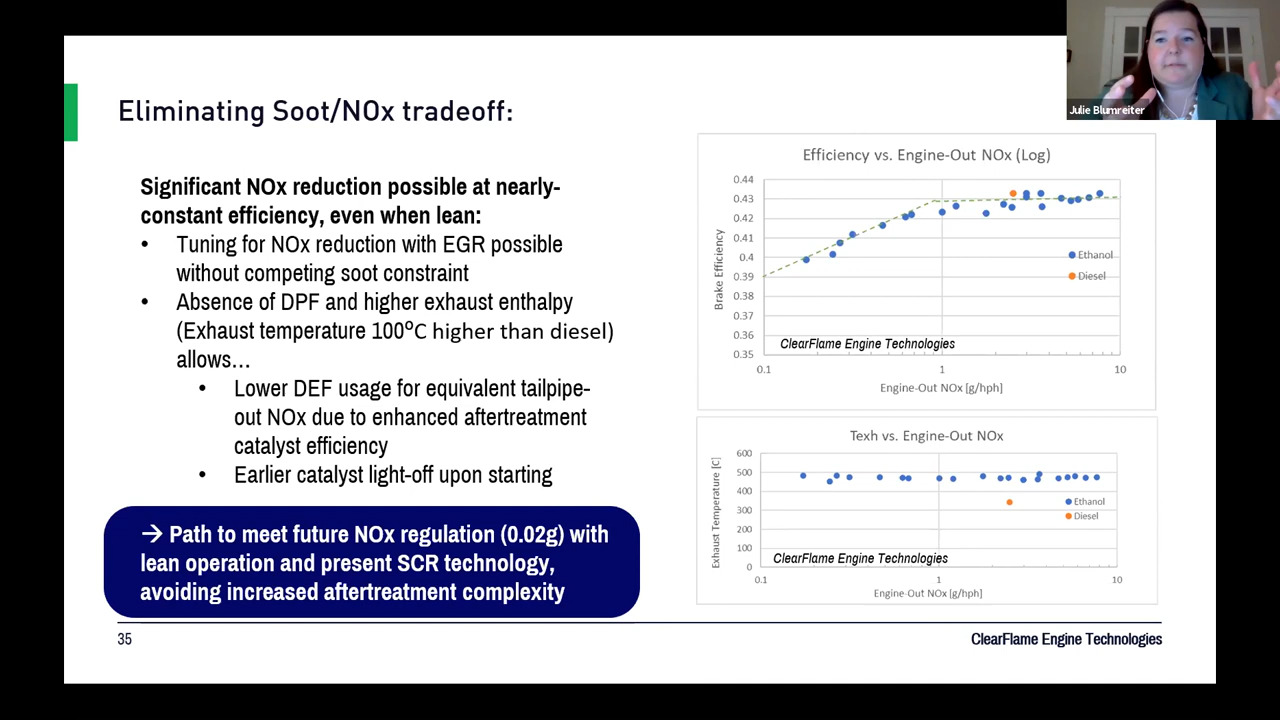 Julie Blumreiter
Eliminating Soot/NOx tradeoff:
Significant NOx reduction possible at nearly-
constant efficiency, even when lean:
• Tuning for NOx reduction with EGR possible
without competing soot constraint
• Absence of DPF and higher exhaust enthalpy
(Exhaust temperature 100⁰C higher than diesel)
allows…
• Lower DEF usage for equivalent tailpipe-
out NOx due to enhanced aftertreatment
catalyst efficiency
• Earlier catalyst light-off upon starting
→ Path to meet future NOx regulation (0.02g) with
lean operation and present SCR technology,
avoiding increased aftertreatment complexity
Efficiency vs. Engine-Out NOx (Log)
Brake Efficiency
0.44
0.43
0.42
0.41
0.4
0.39
0.38
0.37
0.36
0.35
Ethanol
Diesel
ClearFlame Engine Technologies
0.1 1 10
Engine-Out NOx [g/hph]
Texh vs. Engine-Out NOx
Exhaust Temperature [C]
600
500
400
300
200
100
0
Ethanol
Diesel
ClearFlame Engine Technologies
0.1 1 10
Engine-Out NOx [g/hph]
35
ClearFlame Engine Technologies